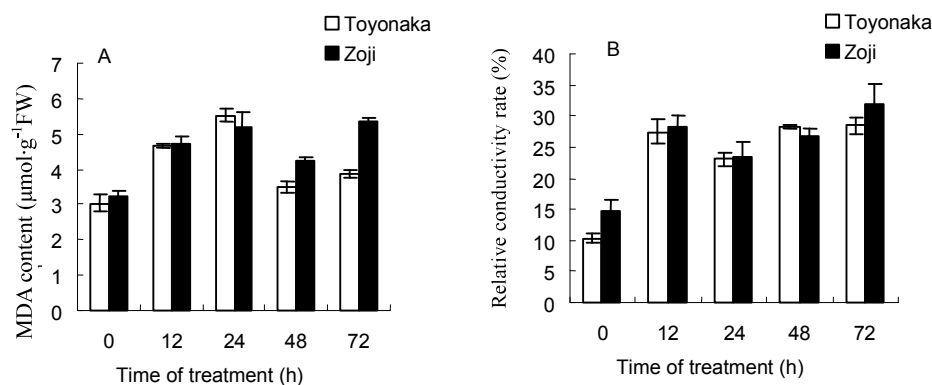 A
Toyonaka
Zoji
MDA content (μmol·g⁻¹FW)
7
6
5
4
3
2
1
0
0 12 24 48 72
Time of treatment (h)
B
Toyonaka
Zoji
Relative conductivity rate (%)
40
35
30
25
20
15
10
5
0
0 12 24 48 72
Time of treatment (h)